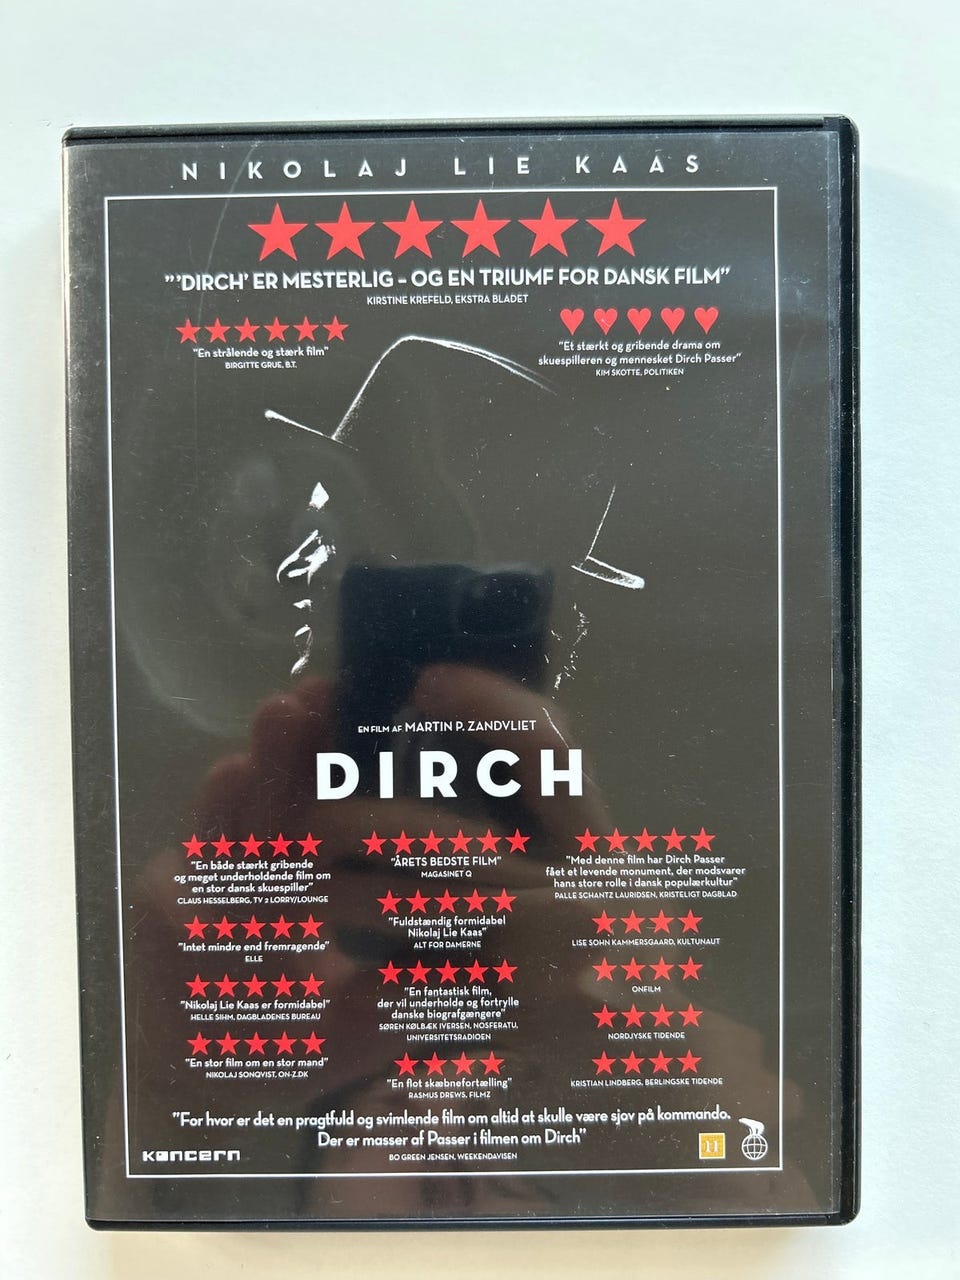 NIKOLAJ LIE KAAS
"'DIRCH' ER MESTERLIG – OG EN TRIUMF FOR DANSK FILM"
KIRSTINE KREFELD, EKSTRA BLADET
"En strålende og stærk film"
BIRGITTE GRUE, B.T.
"Et stærkt og gribende drama om
skuespilleren og mennesket Dirch Passer"
KIM SKOTTE, POLITIKEN
EN FILM AF MARTIN P. ZANDVLIET
DIRCH
"En både stærkt gribende
og meget underholdende film om
en stor dansk skuespiller"
CLAUS HESSELBERG, TV 2 LORRY/LOUNGE
"Intet mindre end fremragende"
ELLE
"Nikolaj Lie Kaas er formidabel"
HELLE SIHM, DAGBLADENES BUREAU
"En stor film om en stor mand"
NIKOLAJ SONQVIST, ON-Z.DK
"ÅRETS BEDSTE FILM"
MAGASINET Q
"Fuldstændig formidabel
Nikolaj Lie Kaas"
ALT FOR DAMERNE
"En fantastisk film,
der vil underholde og fortrylle
danske biografgængere"
SØREN KØLBÆK IVERSEN, NOSFERATU,
UNIVERSITETSRADIOEN
"En flot skæbnefortælling"
RASMUS DREWS, FILMZ
"Med denne film har Dirch Passer
fået et levende monument, der modsvarer
hans store rolle i dansk populærkultur"
PALLE SCHANTZ LAURIDSEN, KRISTELIGT DAGBLAD
LISE SOHN KAMMERSGAARD, KULTUNAUT
ONFILM
NORDJYSKE TIDENDE
KRISTIAN LINDBERG, BERLINGSKE TIDENDE
"For hvor er det en pragtfuld og svimlende film om altid at skulle være sjov på kommando.
Der er masser af Passer i filmen om Dirch"
BO GREEN JENSEN, WEEKENDAVISEN
KONCERN
11